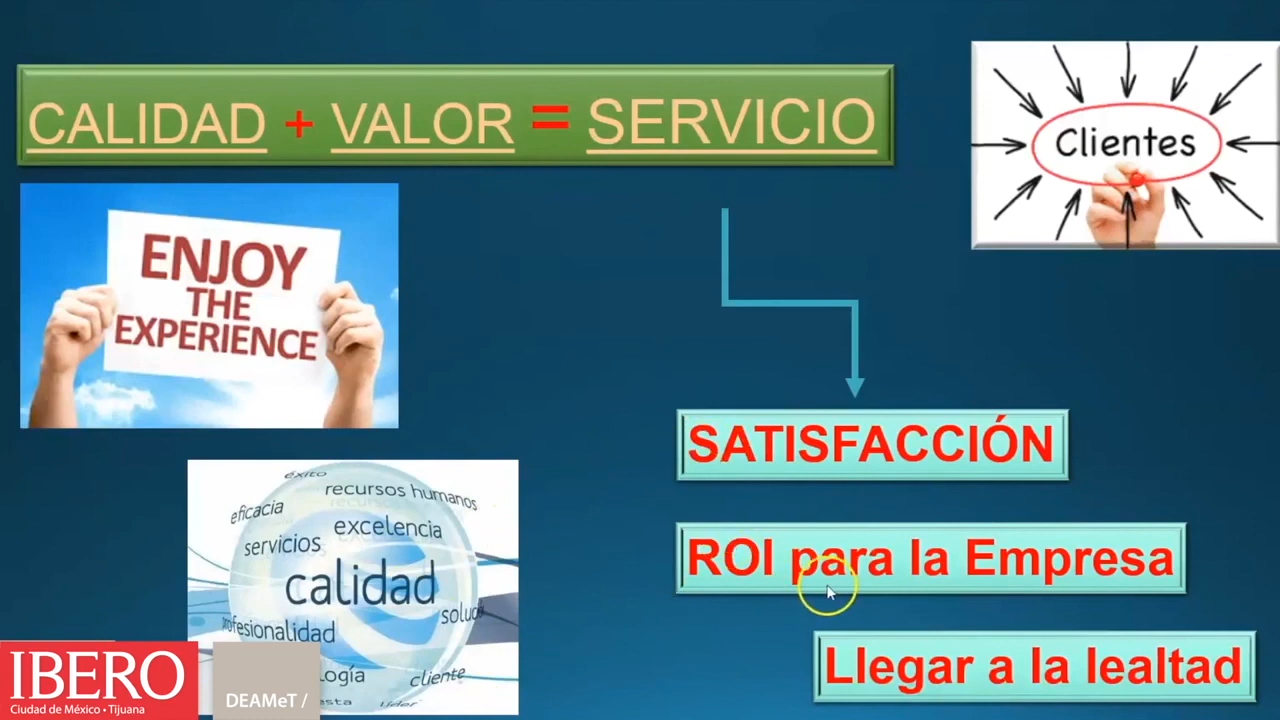 CALIDAD + VALOR = SERVICIO
Clientes
ENJOY
THE
EXPERIENCE
SATISFACCIÓN
ROI para la Empresa
Llegar a la lealtad
éxito
recursos humanos
eficacia
excelencia
servicios
calidad
cliente
líder
IBERO
Ciudad de México • Tijuana
DEAMeT /